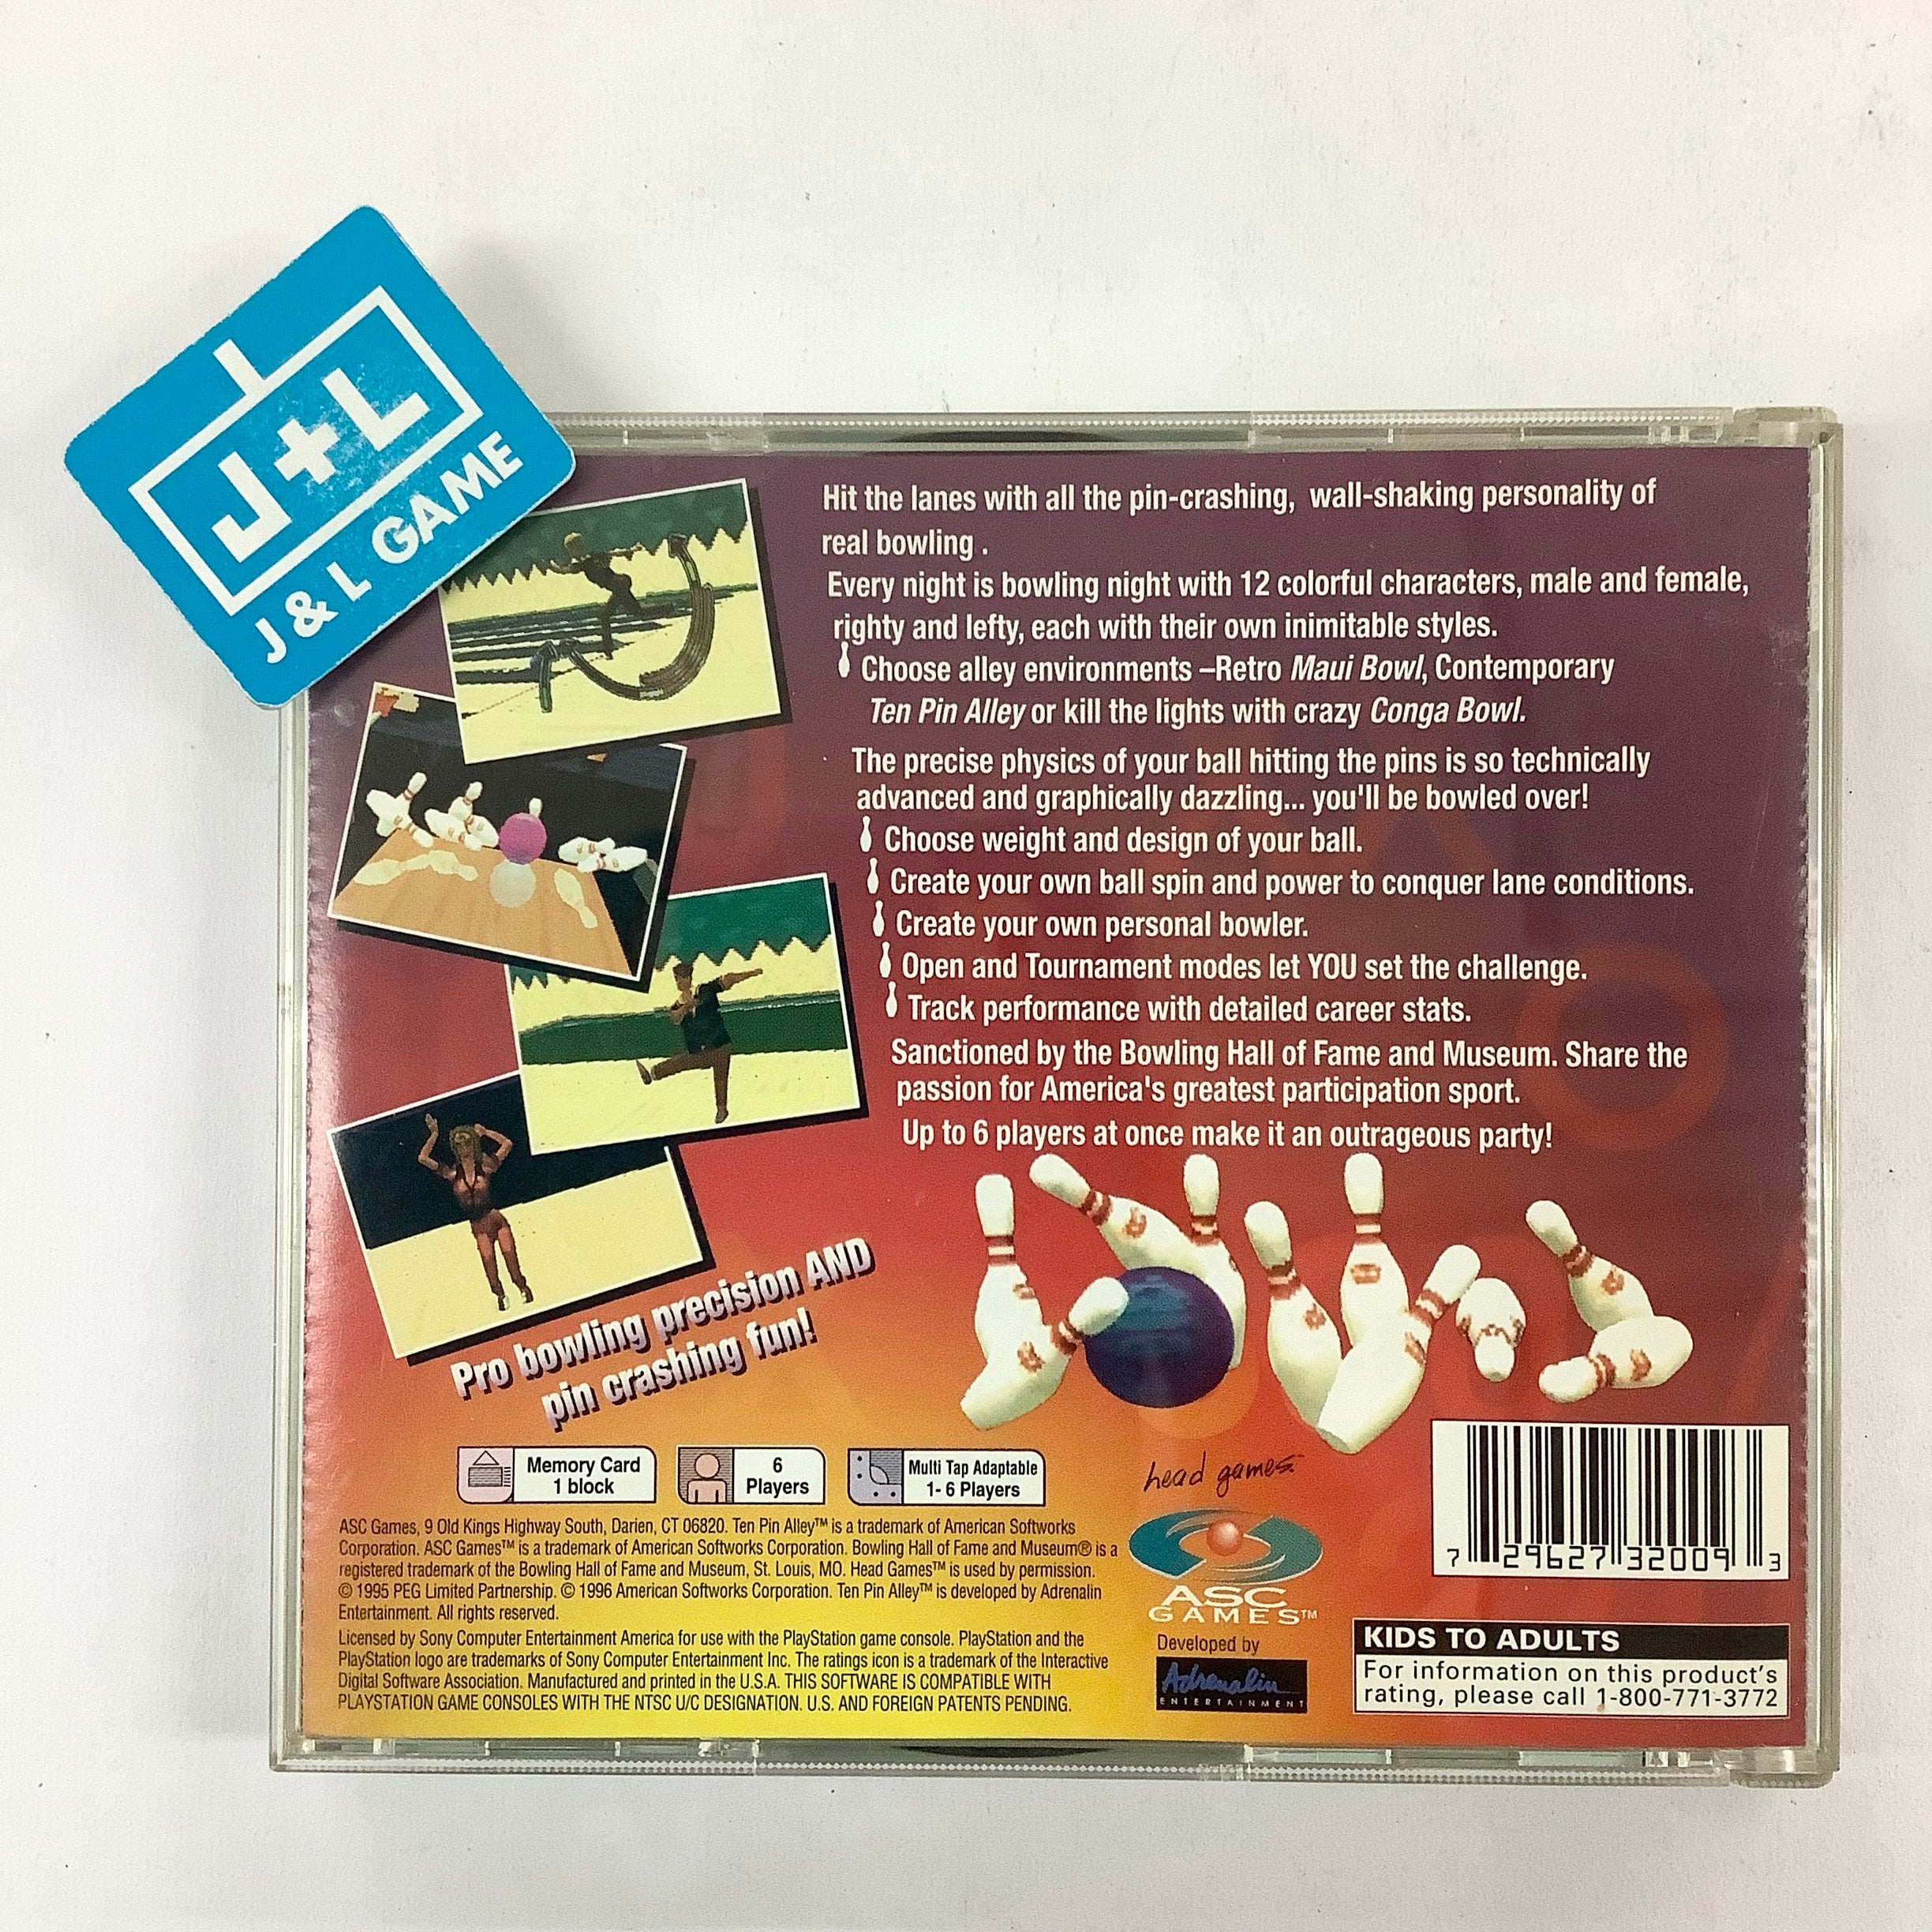 J+L
J & L GAME
Hit the lanes with all the pin-crashing, wall-shaking personality of
real bowling .
Every night is bowling night with 12 colorful characters, male and female,
righty and lefty, each with their own inimitable styles.
Choose alley environments –Retro Maui Bowl, Contemporary
Ten Pin Alley or kill the lights with crazy Conga Bowl.
The precise physics of your ball hitting the pins is so technically
advanced and graphically dazzling... you'll be bowled over!
Choose weight and design of your ball.
Create your own ball spin and power to conquer lane conditions.
Create your own personal bowler.
Open and Tournament modes let YOU set the challenge.
Track performance with detailed career stats.
Sanctioned by the Bowling Hall of Fame and Museum. Share the
passion for America's greatest participation sport.
Up to 6 players at once make it an outrageous party!
Pro bowling precision AND
pin crashing fun!
Memory Card
1 block
6
Players
Multi Tap Adaptable
1- 6 Players
head games™
ASC Games, 9 Old Kings Highway South, Darien, CT 06820. Ten Pin Alley™ is a trademark of American Softworks
Corporation. ASC Games™ is a trademark of American Softworks Corporation. Bowling Hall of Fame and Museum® is a
registered trademark of the Bowling Hall of Fame and Museum, St. Louis, MO. Head Games™ is used by permission.
© 1995 PEG Limited Partnership. © 1996 American Softworks Corporation. Ten Pin Alley™ is developed by Adrenalin
Entertainment. All rights reserved.
Licensed by Sony Computer Entertainment America for use with the PlayStation game console. PlayStation and the
PlayStation logo are trademarks of Sony Computer Entertainment Inc. The ratings icon is a trademark of the Interactive
Digital Software Association. Manufactured and printed in the U.S.A. THIS SOFTWARE IS COMPATIBLE WITH
PLAYSTATION GAME CONSOLES WITH THE NTSC U/C DESIGNATION. U.S. AND FOREIGN PATENTS PENDING.
ASC
GAMES™
Developed by
Adrenalin
ENTERTAINMENT
7 29627 32009 3
KIDS TO ADULTS
For information on this product's
rating, please call 1-800-771-3772